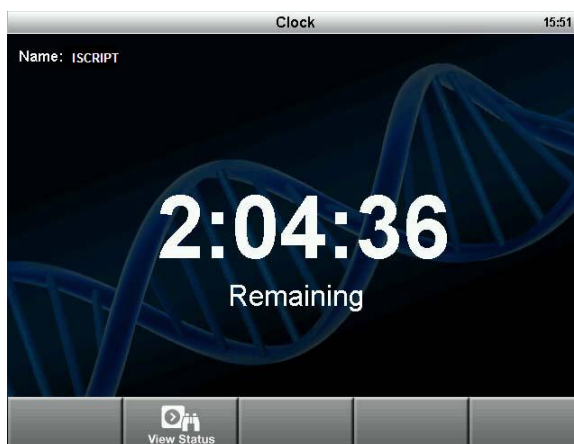 Clock 15:51
Name: ISCRIPT
2:04:36
Remaining
View Status